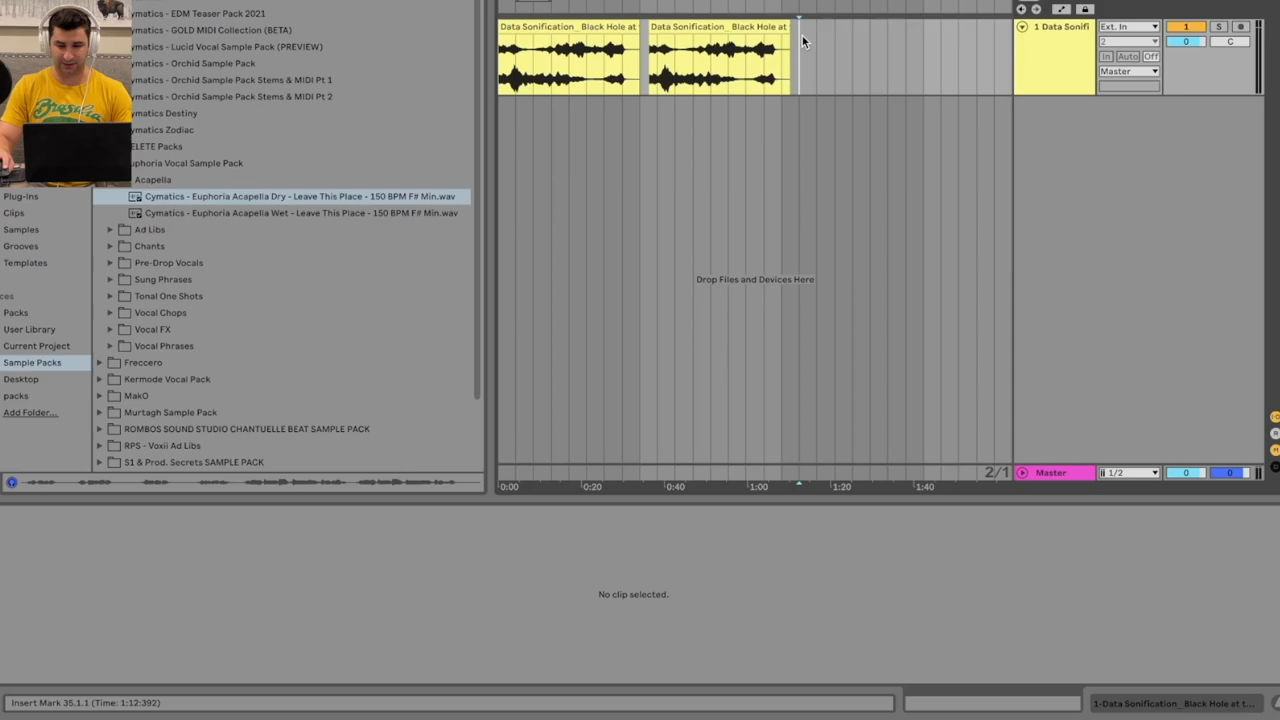 ymatics - EDM Teaser Pack 2021
ymatics - GOLD MIDI Collection (BETA)
ymatics - Lucid Vocal Sample Pack (PREVIEW)
ymatics - Orchid Sample Pack
ymatics - Orchid Sample Pack Stems & MIDI Pt 1
ymatics - Orchid Sample Pack Stems & MIDI Pt 2
ymatics Destiny
ymatics Zodiac
ELETE Packs
uphoria Vocal Sample Pack
Acapella
Cymatics - Euphoria Acapella Dry - Leave This Place - 150 BPM F# Min.wav
Cymatics - Euphoria Acapella Wet - Leave This Place - 150 BPM F# Min.wav
Ad Libs
Chants
Pre-Drop Vocals
Sung Phrases
Tonal One Shots
Vocal Chops
Vocal FX
Vocal Phrases
Freccero
Kermode Vocal Pack
MakO
Murtagh Sample Pack
ROMBOS SOUND STUDIO CHANTUELLE BEAT SAMPLE PACK
RPS - Voxii Ad Libs
S1 & Prod. Secrets SAMPLE PACK
Plug-Ins
Clips
Samples
Grooves
Templates
ces
Packs
User Library
Current Project
Sample Packs
Desktop
packs
Add Folder...
Data Sonification_ Black Hole at
Data Sonification_ Black Hole at
1 Data Sonifi
Ext. In
1
S
2
0
C
In
Auto
Off
Master
Drop Files and Devices Here
2/1
Master
1/2
0
0
0:00
0:20
0:40
1:00
1:20
1:40
No clip selected.
Insert Mark 35.1.1 (Time: 1:12:392)
1-Data Sonification_ Black Hole at t...